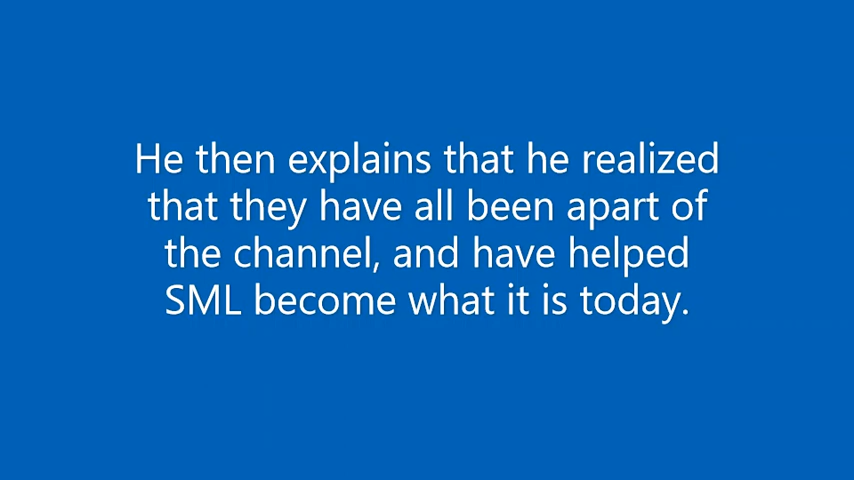 He then explains that he realized
that they have all been apart of
the channel, and have helped
SML become what it is today.